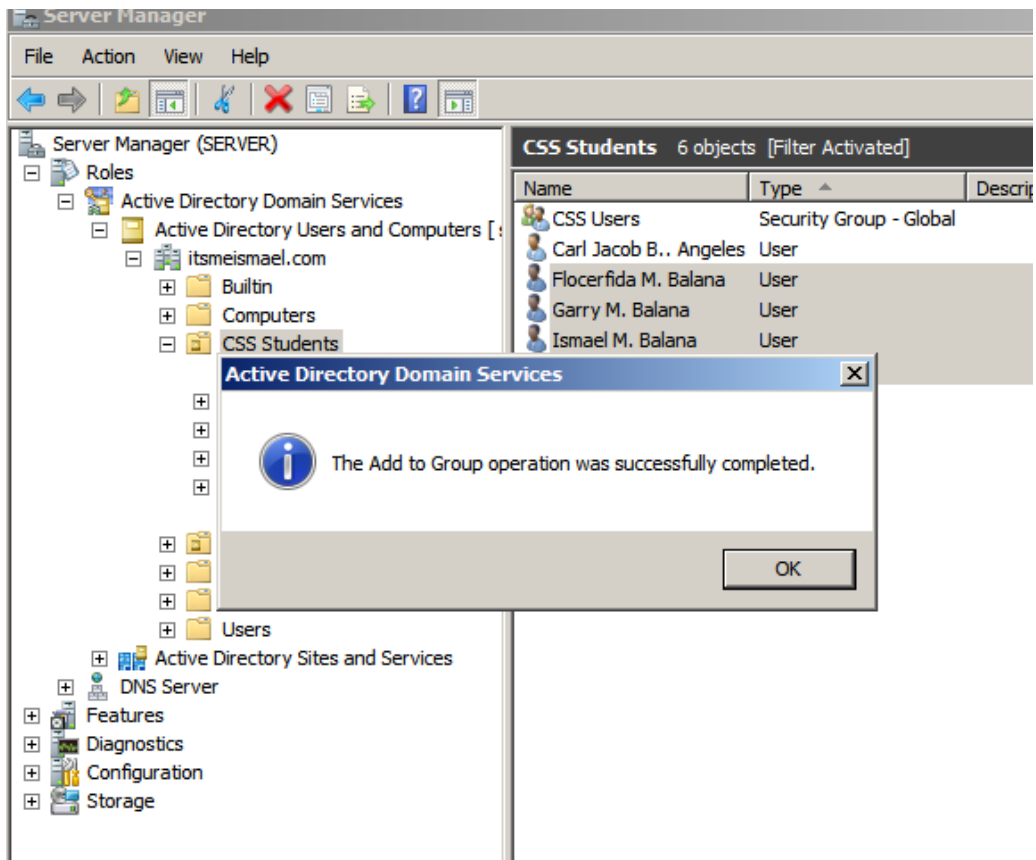 Server Manager
File Action View Help
Server Manager (SERVER)
Roles
Active Directory Domain Services
Active Directory Users and Computers [
itsmeismael.com
Builtin
Computers
CSS Students
Users
Active Directory Sites and Services
DNS Server
Features
Diagnostics
Configuration
Storage
CSS Students 6 objects [Filter Activated]
Name Type Descrip
CSS Users Security Group - Global
Carl Jacob B.. Angeles User
Flocerfida M. Balana User
Garry M. Balana User
Ismael M. Balana User
Active Directory Domain Services
The Add to Group operation was successfully completed.
OK